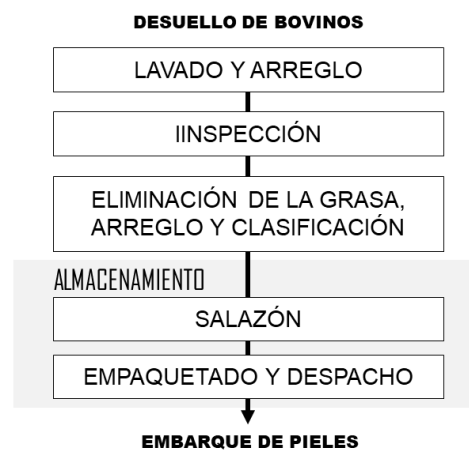 DESUELLO DE BOVINOS
LAVADO Y ARREGLO
IINSPECCIÓN
ELIMINACIÓN DE LA GRASA,
ARREGLO Y CLASIFICACIÓN
ALMACENAMIENTO
SALAZÓN
EMPAQUETADO Y DESPACHO
EMBARQUE DE PIELES